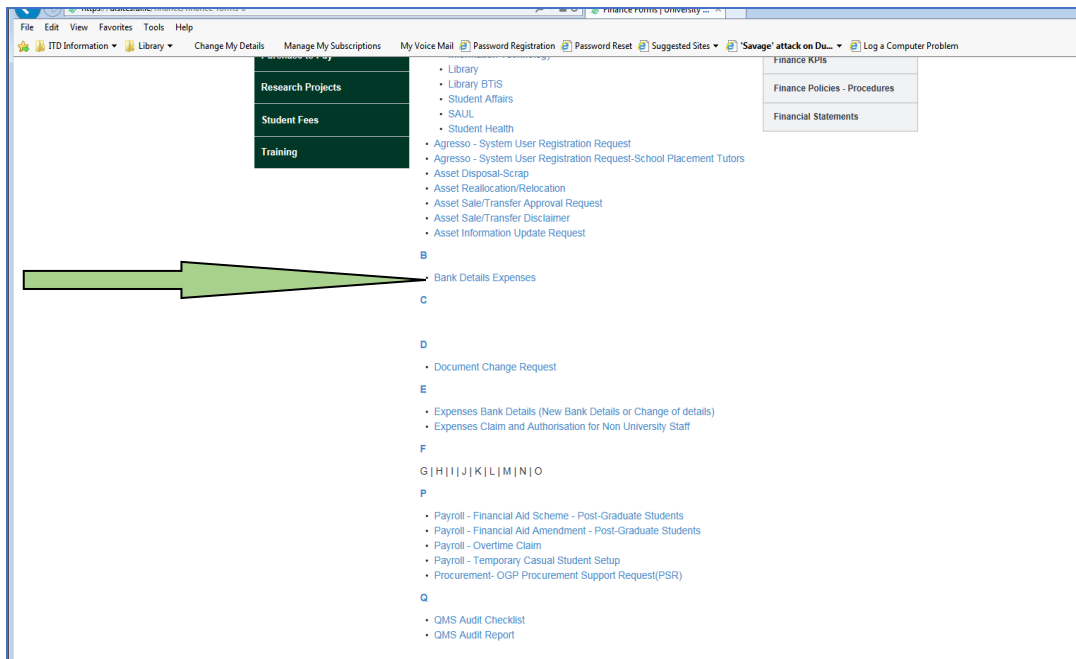 Finance Forms | University ...
File Edit View Favorites Tools Help
ITD Information Library Change My Details Manage My Subscriptions My Voice Mail Password Registration Password Reset Suggested Sites 'Savage' attack on Du... Log a Computer Problem
Research Projects
Student Fees
Training
Library
Library BTiS
Student Affairs
SAUL
Student Health
Agresso - System User Registration Request
Agresso - System User Registration Request-School Placement Tutors
Asset Disposal-Scrap
Asset Reallocation/Relocation
Asset Sale/Transfer Approval Request
Asset Sale/Transfer Disclaimer
Asset Information Update Request
B
Bank Details Expenses
C
D
Document Change Request
E
Expenses Bank Details (New Bank Details or Change of details)
Expenses Claim and Authorisation for Non University Staff
F
G | H | I | J | K | L | M | N | O
P
Payroll - Financial Aid Scheme - Post-Graduate Students
Payroll - Financial Aid Amendment - Post-Graduate Students
Payroll - Overtime Claim
Payroll - Temporary Casual Student Setup
Procurement- OGP Procurement Support Request(PSR)
Q
QMS Audit Checklist
QMS Audit Report
Finance KPIs
Finance Policies - Procedures
Financial Statements